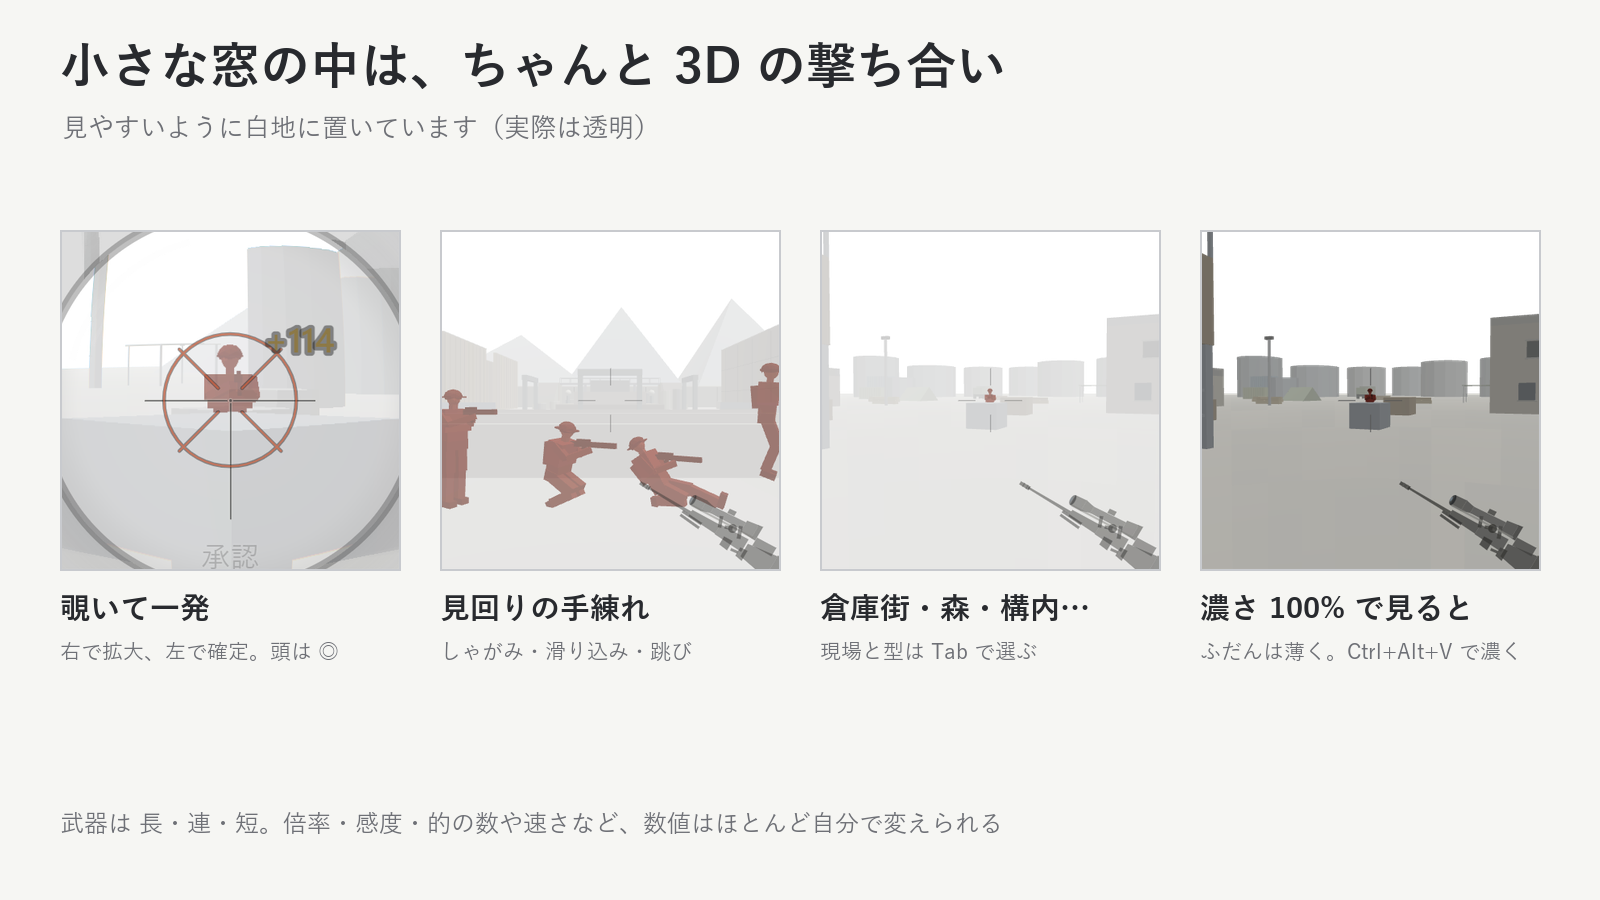 小さな窓の中は、ちゃんと 3D の撃ち合い
見やすいように白地に置いています（実際は透明）
+114
承認
覗いて一発
右で拡大、左で確定。頭は ◎
見回りの手練れ
しゃがみ・滑り込み・跳び
倉庫街・森・構内…
現場と型は Tab で選ぶ
濃さ 100% で見ると
ふだんは薄く。Ctrl+Alt+V で濃く
武器は 長・連・短。倍率・感度・的の数や速さなど、数値はほとんど自分で変えられる